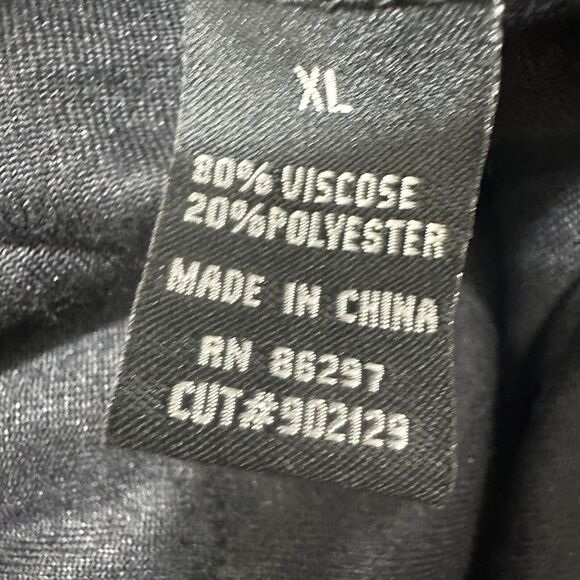 XL
80% VISCOSE
20%POLYESTER
MADE IN CHINA
RN 86297
CUT#902129